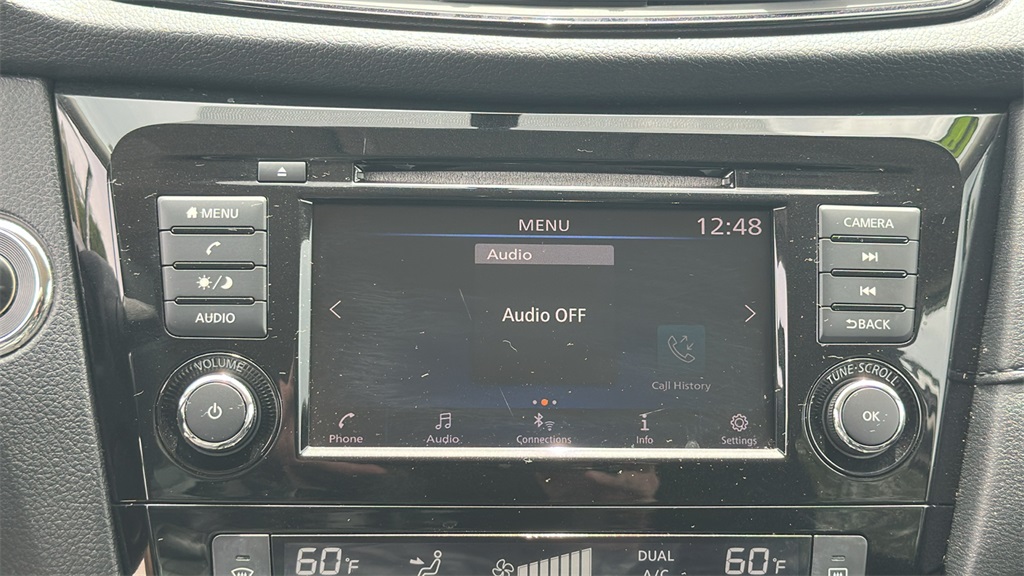 MENU
AUDIO
VOLUME
MENU 12:48
Audio
Audio OFF
Call History
Phone Audio Connections Info Settings
CAMERA
BACK
TUNE·SCROLL
OK
60°F DUAL 60°F
A/C